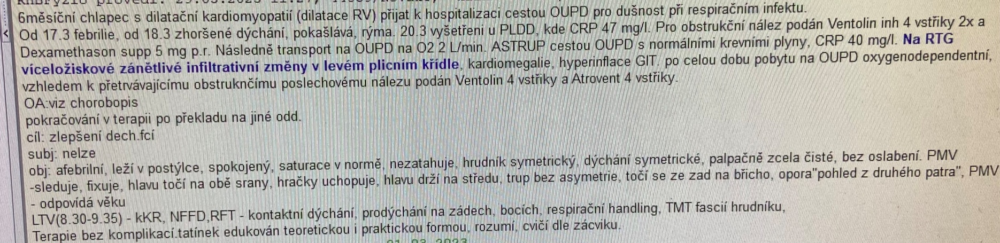 6měsíční chlapec s dilatační kardiomyopatií (dilatace RV) přijat k hospitalizaci cestou OUPD pro dušnost při respiračním infektu.
Od 17.3 febrilie, od 18.3 zhoršené dýchání, pokašlává, rýma. 20.3 vyšetřeni u PLDD, kde CRP 47 mg/l. Pro obstrukční nález podán Ventolin inh 4 vstřiky 2x a
Dexamethason supp 5 mg p.r. Následně transport na OUPD na O2 2 L/min. ASTRUP cestou OUPD s normálními krevními plyny, CRP 40 mg/l. Na RTG
víceložiskové zánětlivé infiltrativní změny v levém plicním křídle, kardiomegalie, hyperinflace GIT. po celou dobu pobytu na OUPD oxygenodependentní,
vzhledem k přetrvávajícímu obstruknčímu poslechovému nálezu podán Ventolin 4 vstřiky a Atrovent 4 vstřiky.
OA:viz chorobopis
pokračování v terapii po překladu na jiné odd.
cíl: zlepšení dech.fcí
subj: nelze
obj: afebrilní, leží v postýlce, spokojený, saturace v normě, nezatahuje, hrudník symetrický, dýchání symetrické, palpačně zcela čisté, bez oslabení. PMV
-sleduje, fixuje, hlavu točí na obě srany, hračky uchopuje, hlavu drží na středu, trup bez asymetrie, točí se ze zad na břicho, opora"pohled z druhého patra", PMV
- odpovídá věku
LTV(8.30-9.35) - kKR, NFFD,RFT - kontaktní dýchání, prodýchání na zádech, bocích, respirační handling, TMT fascií hrudníku,
Terapie bez komplikací.tatínek edukován teoretickou i praktickou formou, rozumí, cvičí dle zácviku.